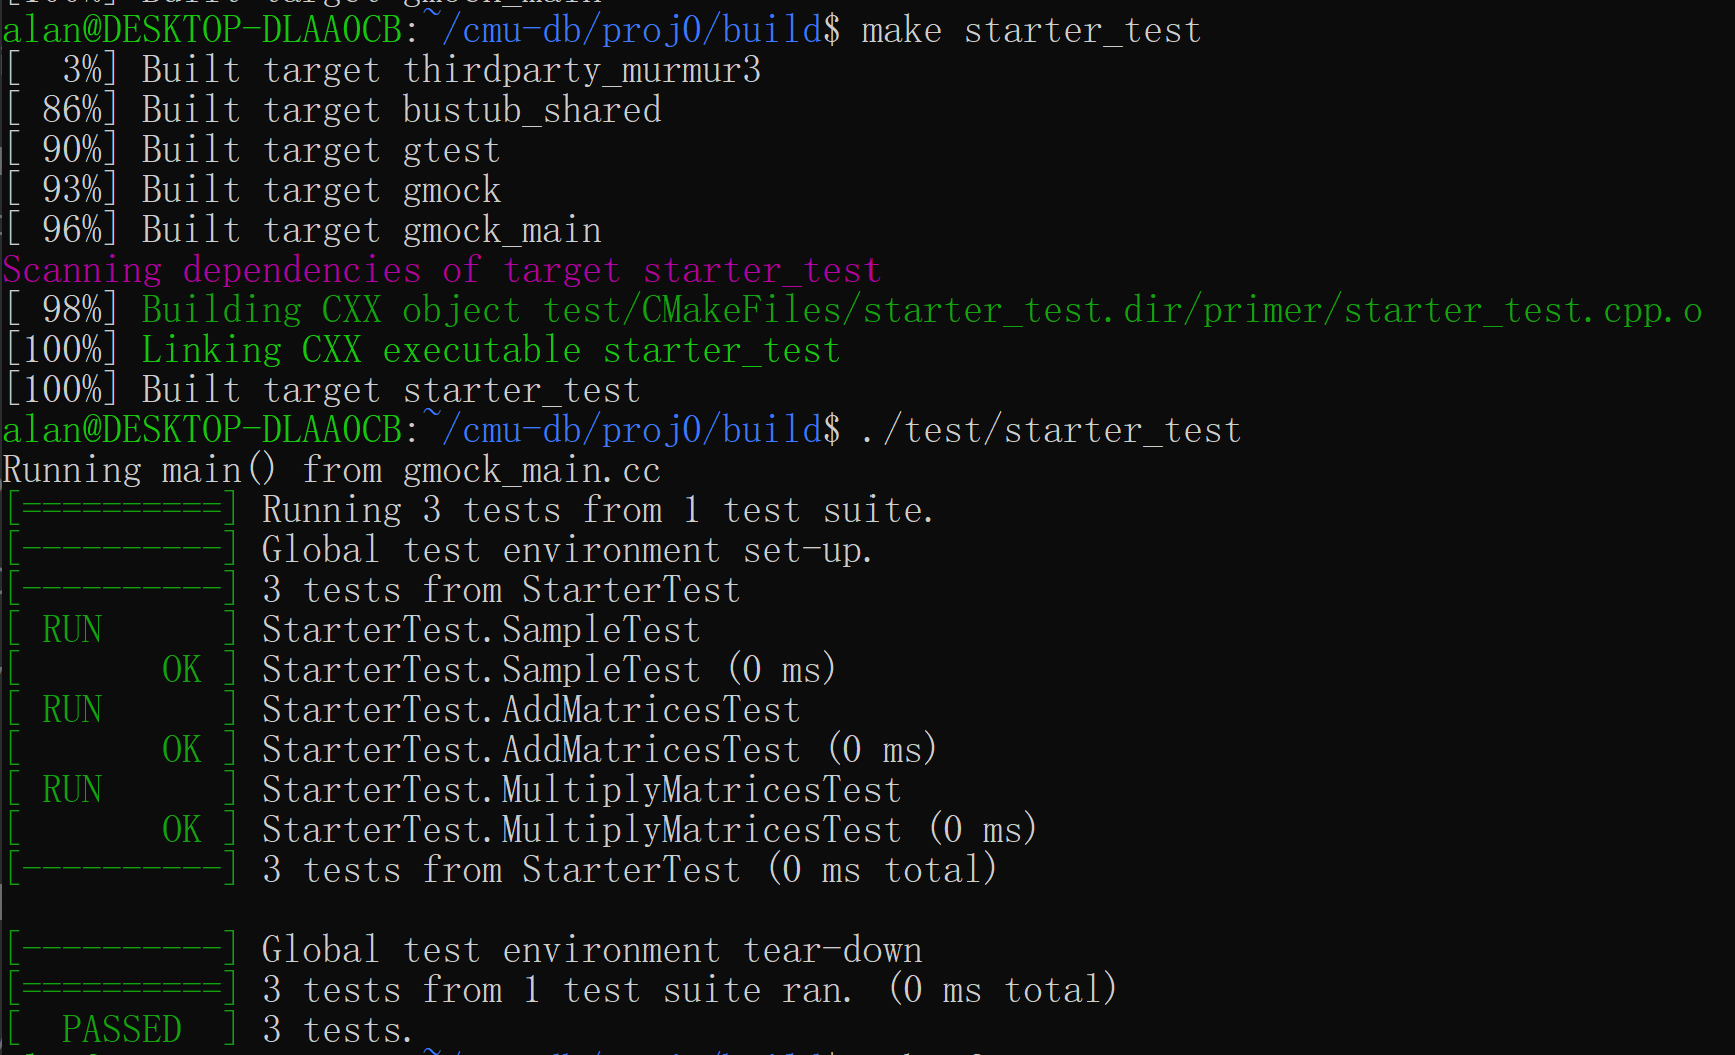 [100%] Built target gmock_main
alan@DESKTOP-DLAA0CB:~/cmu-db/proj0/build$ make starter_test
[  3%] Built target thirdparty_murmur3
[ 86%] Built target bustub_shared
[ 90%] Built target gtest
[ 93%] Built target gmock
[ 96%] Built target gmock_main
Scanning dependencies of target starter_test
[ 98%] Building CXX object test/CMakeFiles/starter_test.dir/primer/starter_test.cpp.o
[100%] Linking CXX executable starter_test
[100%] Built target starter_test
alan@DESKTOP-DLAA0CB:~/cmu-db/proj0/build$ ./test/starter_test
Running main() from gmock_main.cc
[==========] Running 3 tests from 1 test suite.
[----------] Global test environment set-up.
[----------] 3 tests from StarterTest
[ RUN      ] StarterTest.SampleTest
[       OK ] StarterTest.SampleTest (0 ms)
[ RUN      ] StarterTest.AddMatricesTest
[       OK ] StarterTest.AddMatricesTest (0 ms)
[ RUN      ] StarterTest.MultiplyMatricesTest
[       OK ] StarterTest.MultiplyMatricesTest (0 ms)
[----------] 3 tests from StarterTest (0 ms total)

[----------] Global test environment tear-down
[==========] 3 tests from 1 test suite ran. (0 ms total)
[  PASSED  ] 3 tests.